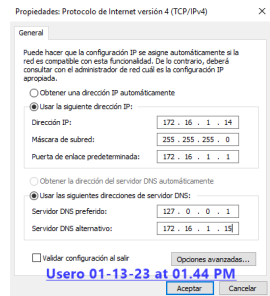 Propiedades: Protocolo de Internet versión 4 (TCP/IPv4)
General
Puede hacer que la configuración IP se asigne automáticamente si la
red es compatible con esta funcionalidad. De lo contrario, deberá
consultar con el administrador de red cuál es la configuración IP
apropiada.
Obtener una dirección IP automáticamente
Usar la siguiente dirección IP:
Dirección IP: 172 . 16 . 1 . 14
Máscara de subred: 255 . 255 . 255 . 0
Puerta de enlace predeterminada: 172 . 16 . 1 . 1
Obtener la dirección del servidor DNS automáticamente
Usar las siguientes direcciones de servidor DNS:
Servidor DNS preferido: 127 . 0 . 0 . 1
Servidor DNS alternativo: 172 . 16 . 1 . 15
Validar configuración al salir Opciones avanzadas...
Usero 01-13-23 at 01.44 PM
Aceptar Cancelar